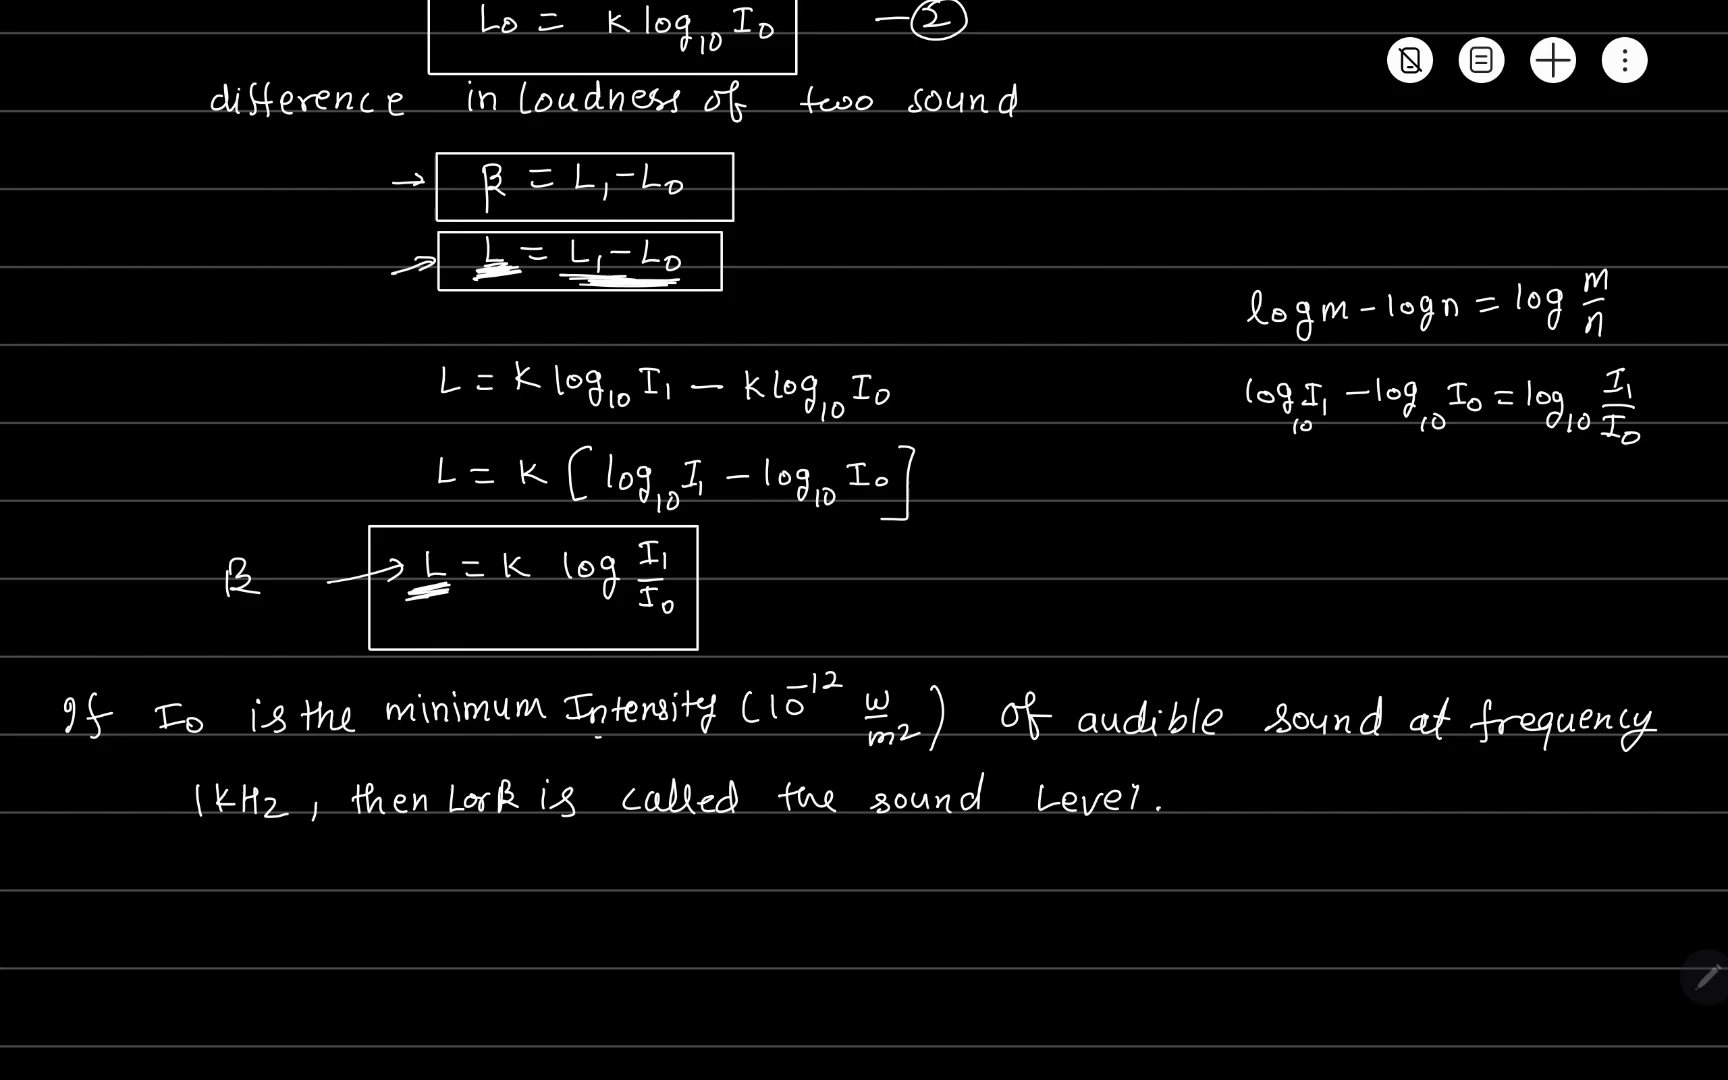 L0 = K log10 I0 — ②
difference in loudness of two sound
→ β = L1 - L0
→ L = L1 - L0
log m - log n = log m/n
L = K log10 I1 - K log10 I0
log10 I1 - log10 I0 = log10 I1/I0
L = K [log10 I1 - log10 I0]
β → L = K log I1/I0
If I0 is the minimum Intensity (10^-12 w/m2) of audible sound at frequency
1KHz, then L or β is called the sound Level.